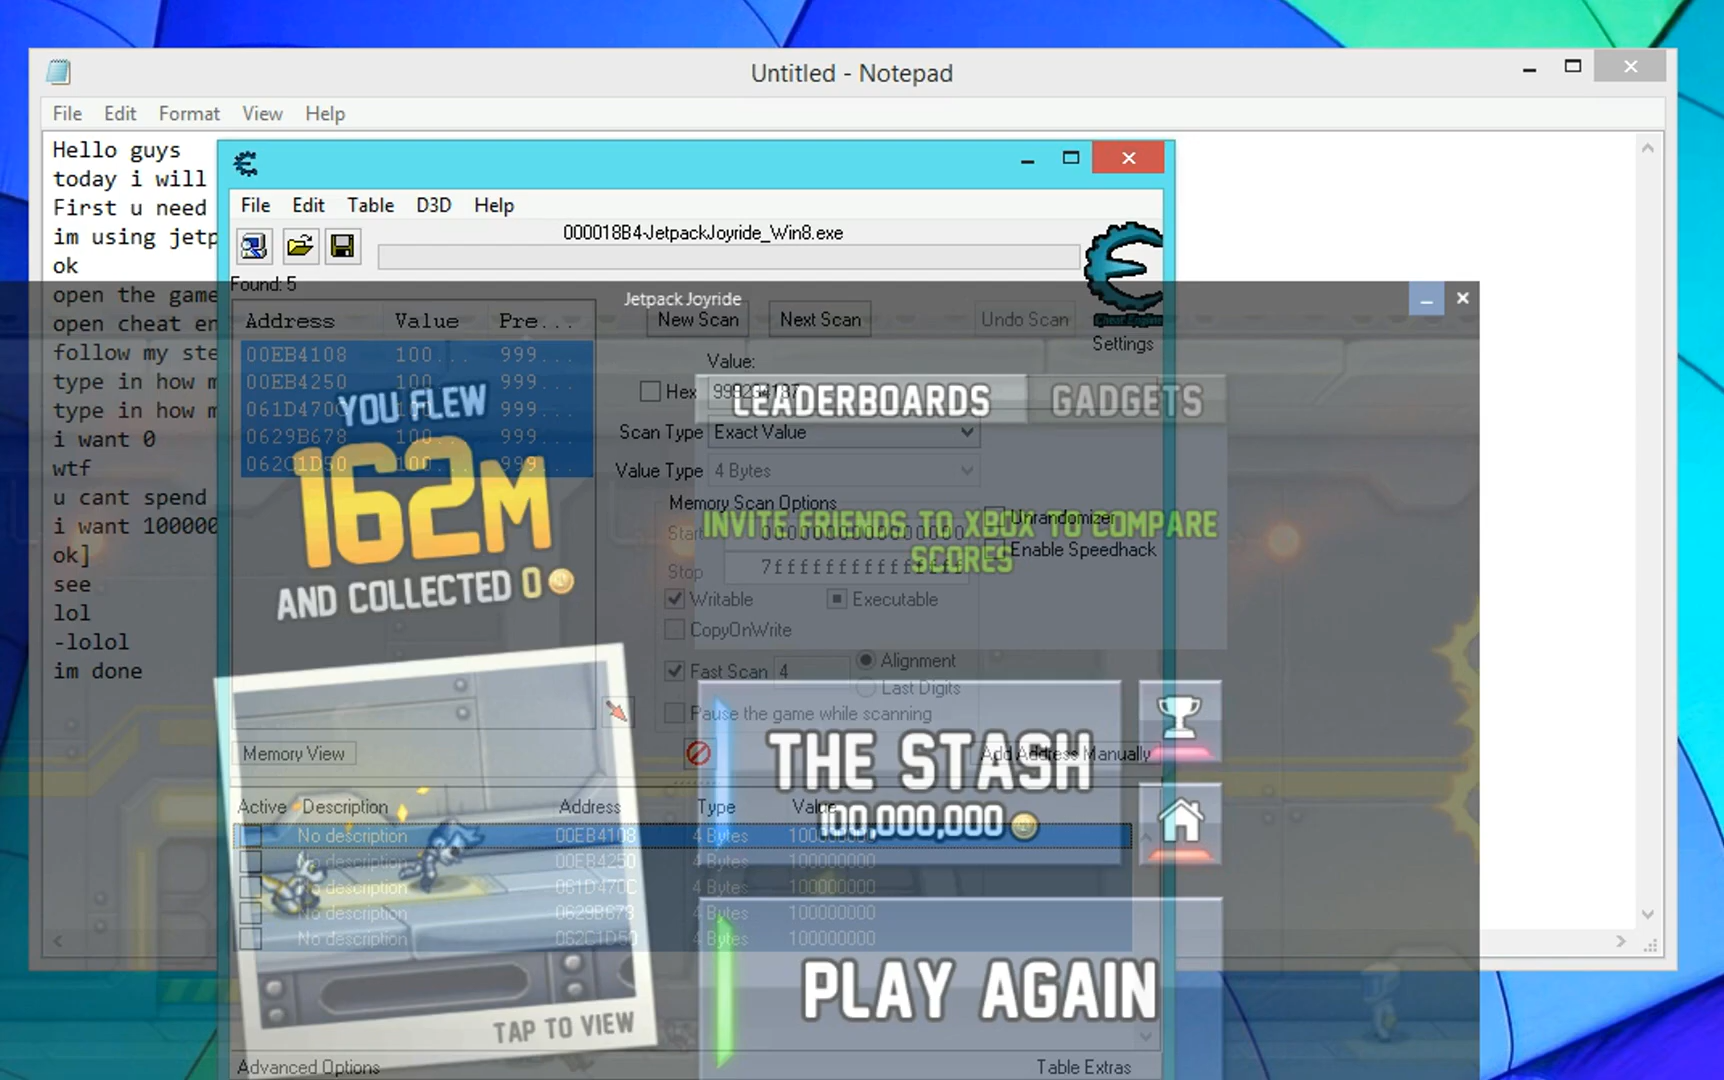 Untitled - Notepad
File Edit Format View Help
Hello guys
today i will
First u need
im using jetp
ok
open the game
open cheat en
follow my ste
type in how m
type in how m
i want 0
wtf
u cant spend
i want 100000
ok]
see
lol
-lolol
im done
File Edit Table D3D Help
000018B4-JetpackJoyride_Win8.exe
Found: 5
Jetpack Joyride
Address Value Pre...
New Scan Next Scan Undo Scan
Cheat Engine
Settings
00EB4108 100... 999...
00EB4250 100... 999...
061D470C 100... 999...
0629B678 100... 999...
062C1D50 100... 999...
Value:
Hex
Scan Type Exact Value
Value Type 4 Bytes
Memory Scan Options
Start
Stop 7fffffffffffffff
Unrandomizer
Enable Speedhack
Writable Executable
CopyOnWrite
Fast Scan 4 Alignment
Last Digits
Pause the game while scanning
Memory View
Add Address Manually
Active Description Address Type Value
No description 00EB4108 4 Bytes 100000000
No description 00EB4250 4 Bytes 100000000
No description 061D470C 4 Bytes 100000000
No description 0629B678 4 Bytes 100000000
No description 062C1D50 4 Bytes 100000000
Advanced Options Table Extras
YOU FLEW
162M
AND COLLECTED 0
TAP TO VIEW
LEADERBOARDS GADGETS
INVITE FRIENDS TO XBOX TO COMPARE
SCORES
THE STASH
100,000,000
PLAY AGAIN